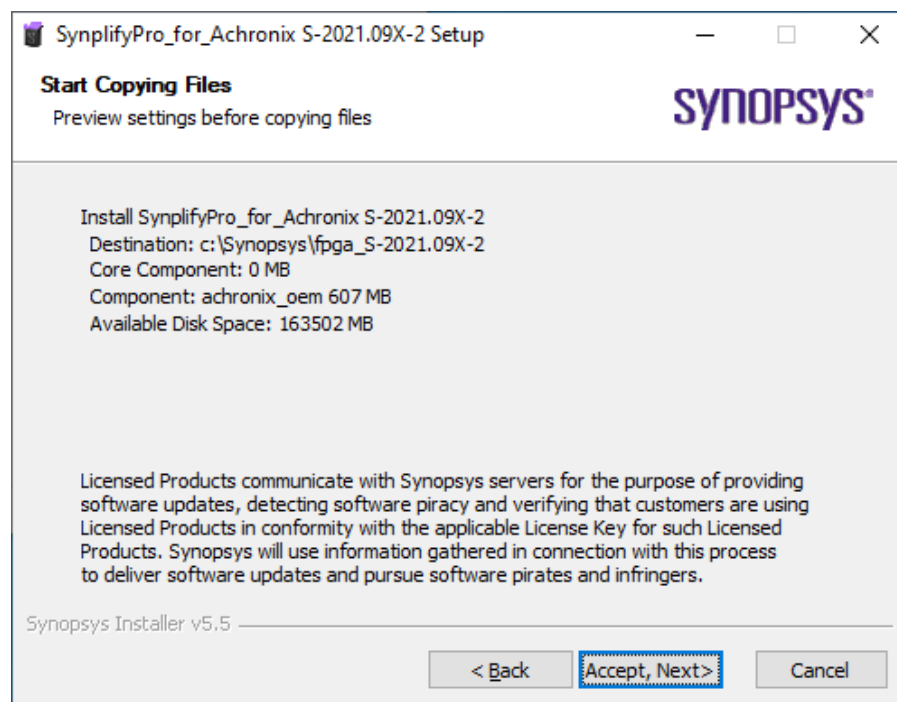 SynplifyPro_for_Achronix S-2021.09X-2 Setup
Start Copying Files
Preview settings before copying files
SYNOPSYS®
Install SynplifyPro_for_Achronix S-2021.09X-2
Destination: c:\Synopsys\fpga_S-2021.09X-2
Core Component: 0 MB
Component: achronix_oem 607 MB
Available Disk Space: 163502 MB
Licensed Products communicate with Synopsys servers for the purpose of providing
software updates, detecting software piracy and verifying that customers are using
Licensed Products in conformity with the applicable License Key for such Licensed
Products. Synopsys will use information gathered in connection with this process
to deliver software updates and pursue software pirates and infringers.
Synopsys Installer v5.5
< Back Accept, Next> Cancel